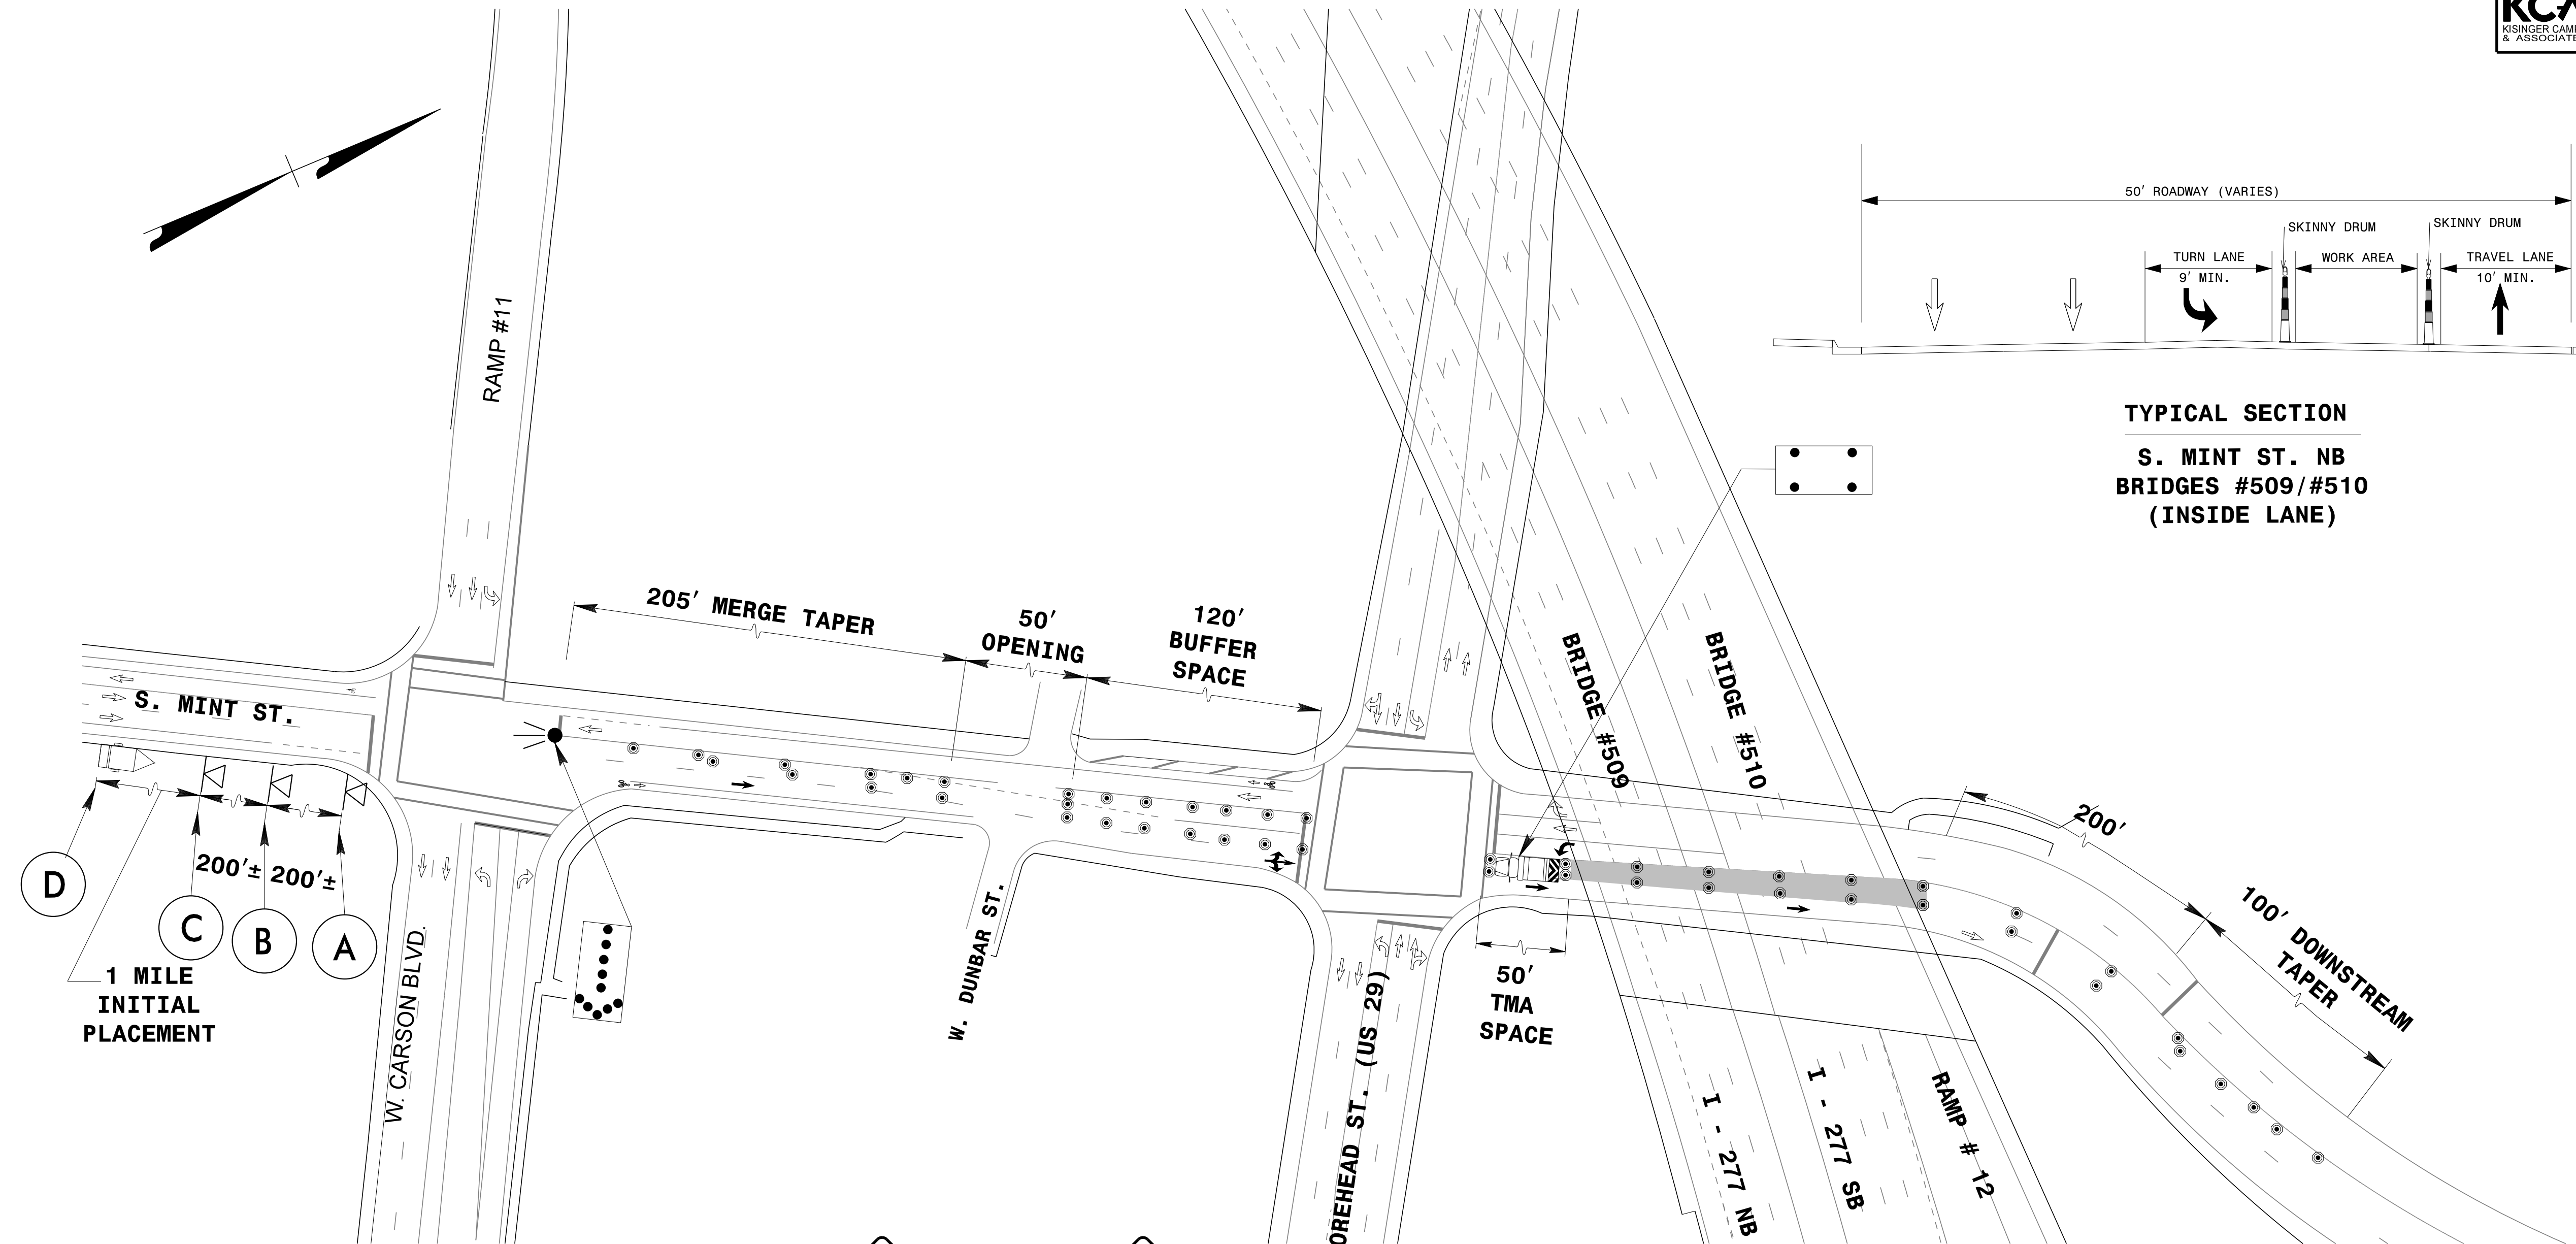 KISINGER CAM
& ASSOCIATE
50' ROADWAY (VARIES)
SKINNY DRUM
SKINNY DRUM
TURN LANE
9' MIN.
WORK AREA
TRAVEL LANE
10' MIN.
TYPICAL SECTION
S. MINT ST. NB
BRIDGES #509/#510
(INSIDE LANE)
RAMP #11
205' MERGE TAPER
50'
OPENING
120'
BUFFER
SPACE
BRIDGE #509
BRIDGE #510
S. MINT ST.
200'
100' DOWNSTREAM
TAPER
D
C
B
A
200'± 200'±
1 MILE
INITIAL
PLACEMENT
W. CARSON BLVD.
W. DUNBAR ST.
OREHEAD ST. (US 29)
50'
TMA
SPACE
I - 277 NB
I - 277 SB
RAMP # 12